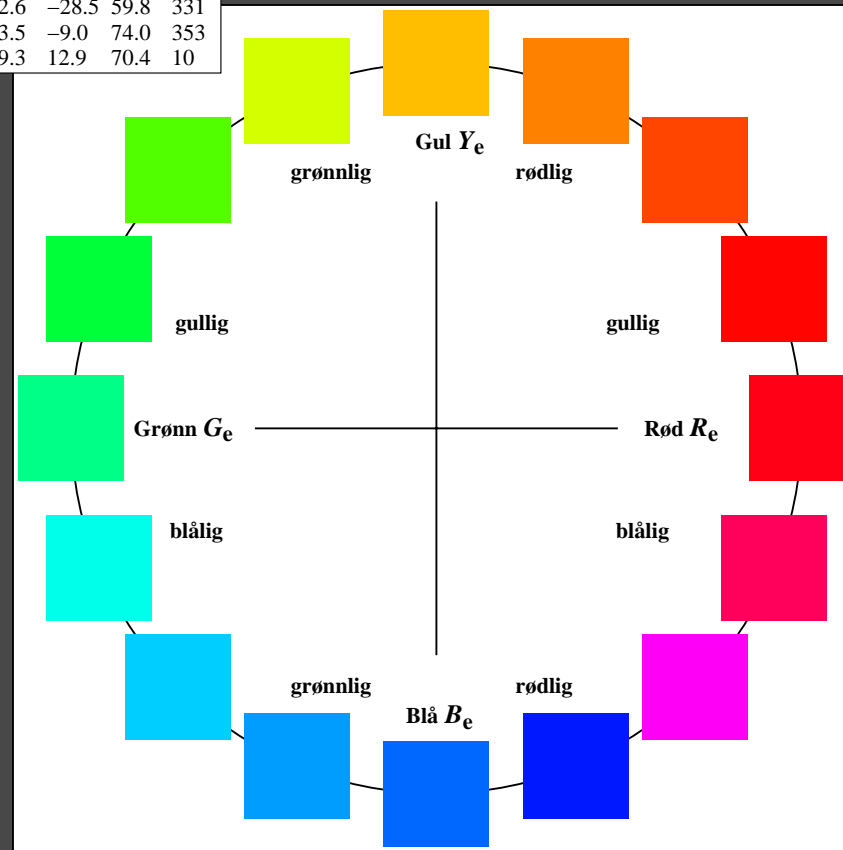 2.6 −28.5 59.8 331
3.5 −9.0 74.0 353
9.3 12.9 70.4 10
Gul Ye
grønnlig rødlig
gullig gullig
Grønn Ge Rød Re
blålig blålig
grønnlig rødlig
Blå Be